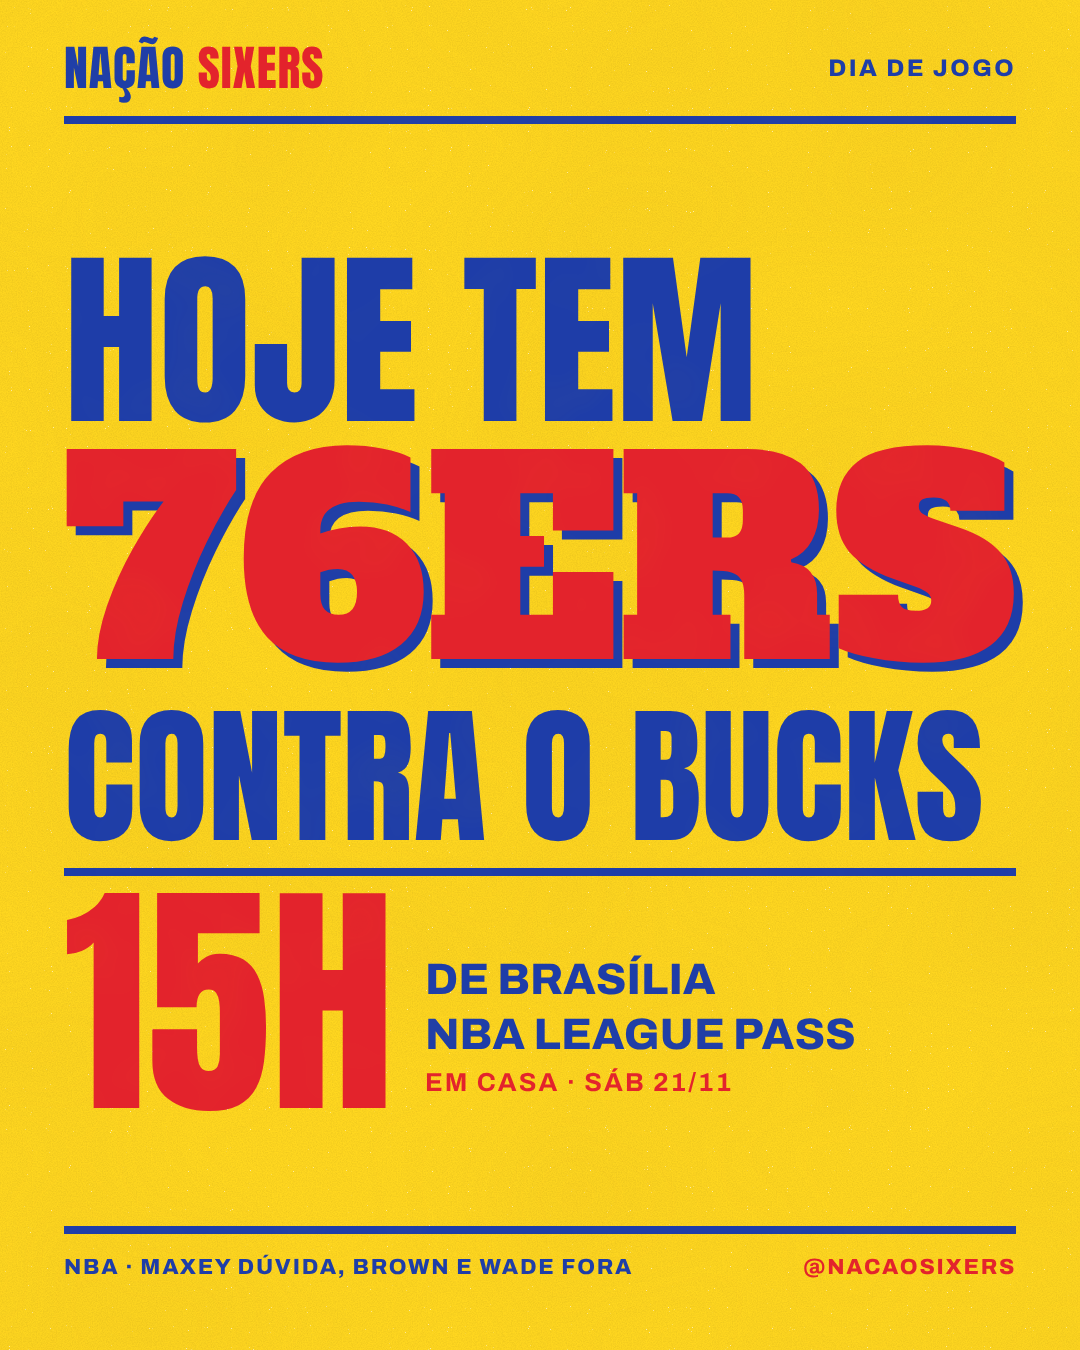 NAÇÃO SIXERS
DIA DE JOGO
HOJE TEM
76ERS
CONTRA O BUCKS
15H
DE BRASÍLIA
NBA LEAGUE PASS
EM CASA · SÁB 21/11
NBA · MAXEY DÚVIDA, BROWN E WADE FORA
@NACAOSIXERS